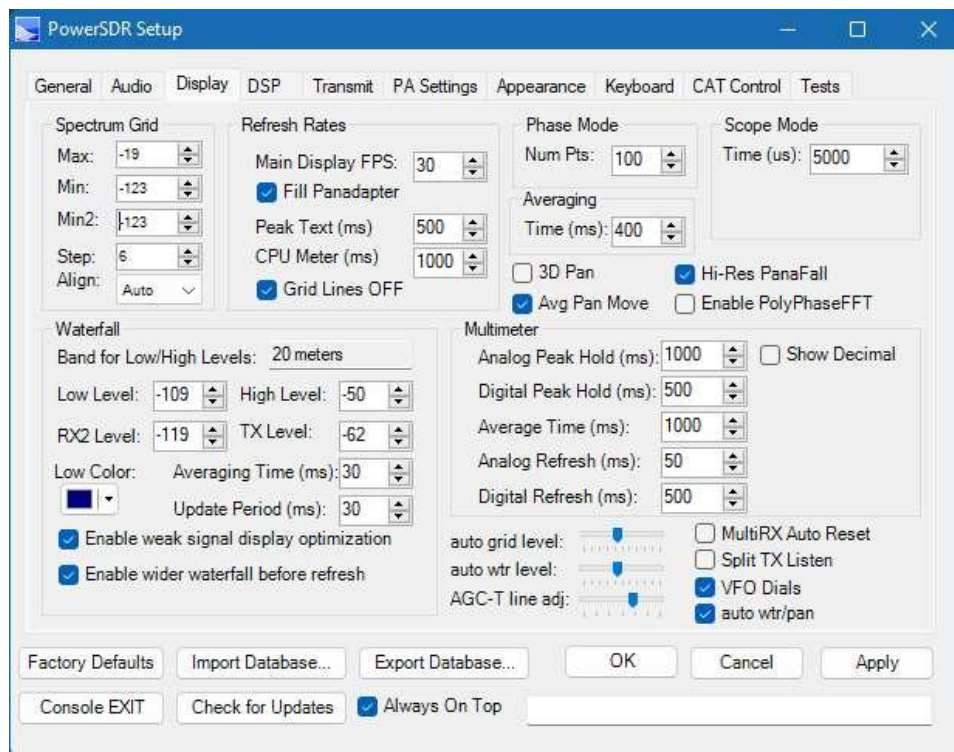 PowerSDR Setup
General Audio Display DSP Transmit PA Settings Appearance Keyboard CAT Control Tests
Spectrum Grid
Max: -19
Min: -123
Min2: -123
Step: 6
Align: Auto
Refresh Rates
Main Display FPS: 30
Fill Panadapter
Peak Text (ms) 500
CPU Meter (ms) 1000
Grid Lines OFF
Phase Mode
Num Pts: 100
Averaging
Time (ms): 400
Scope Mode
Time (us): 5000
3D Pan
Hi-Res PanaFall
Avg Pan Move
Enable PolyPhaseFFT
Waterfall
Band for Low/High Levels: 20 meters
Low Level: -109 High Level: -50
RX2 Level: -119 TX Level: -62
Low Color: Averaging Time (ms): 30
Update Period (ms): 30
Enable weak signal display optimization
Enable wider waterfall before refresh
Multimeter
Analog Peak Hold (ms): 1000 Show Decimal
Digital Peak Hold (ms): 500
Average Time (ms): 1000
Analog Refresh (ms): 50
Digital Refresh (ms): 500
auto grid level:
auto wtr level:
AGC-T line adj:
MultiRX Auto Reset
Split TX Listen
VFO Dials
auto wtr/pan
Factory Defaults Import Database... Export Database... OK Cancel Apply
Console EXIT Check for Updates Always On Top